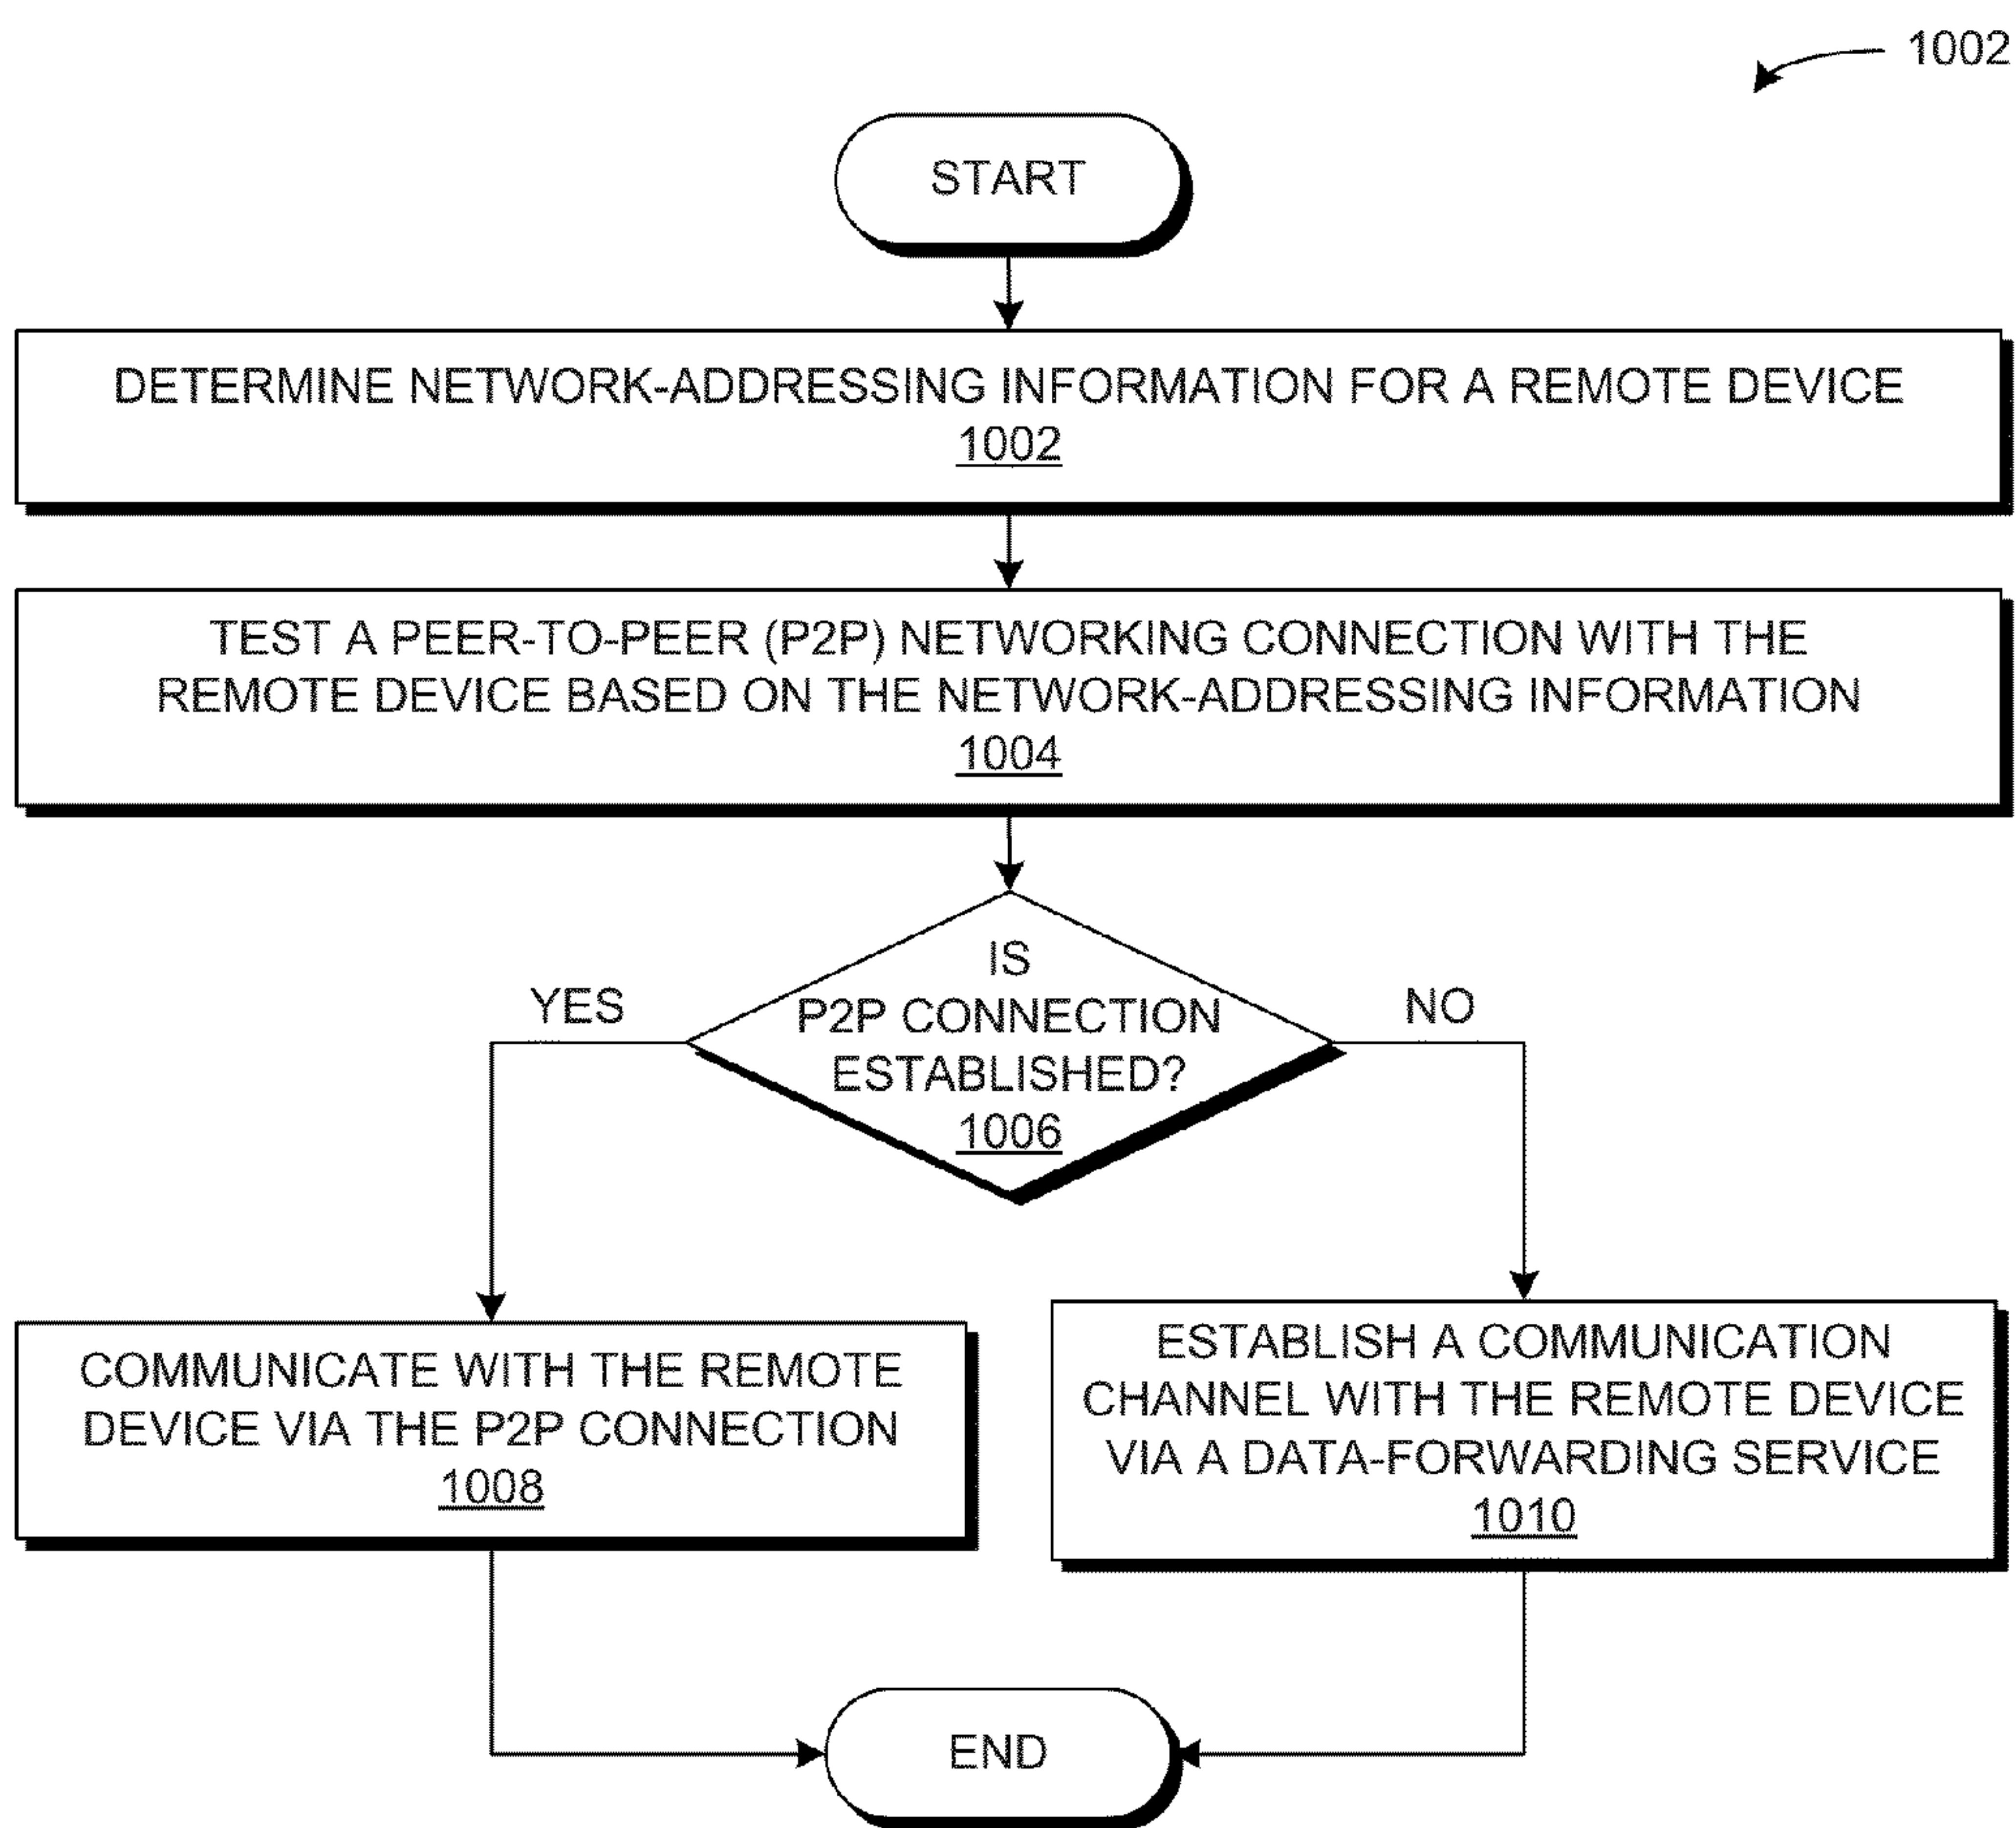 1002
START
DETERMINE NETWORK-ADDRESSING INFORMATION FOR A REMOTE DEVICE
1002
TEST A PEER-TO-PEER (P2P) NETWORKING CONNECTION WITH THE
REMOTE DEVICE BASED ON THE NETWORK-ADDRESSING INFORMATION
1004
IS
P2P CONNECTION
ESTABLISHED?
1006
YES
NO
COMMUNICATE WITH THE REMOTE
DEVICE VIA THE P2P CONNECTION
1008
ESTABLISH A COMMUNICATION
CHANNEL WITH THE REMOTE DEVICE
VIA A DATA-FORWARDING SERVICE
1010
END